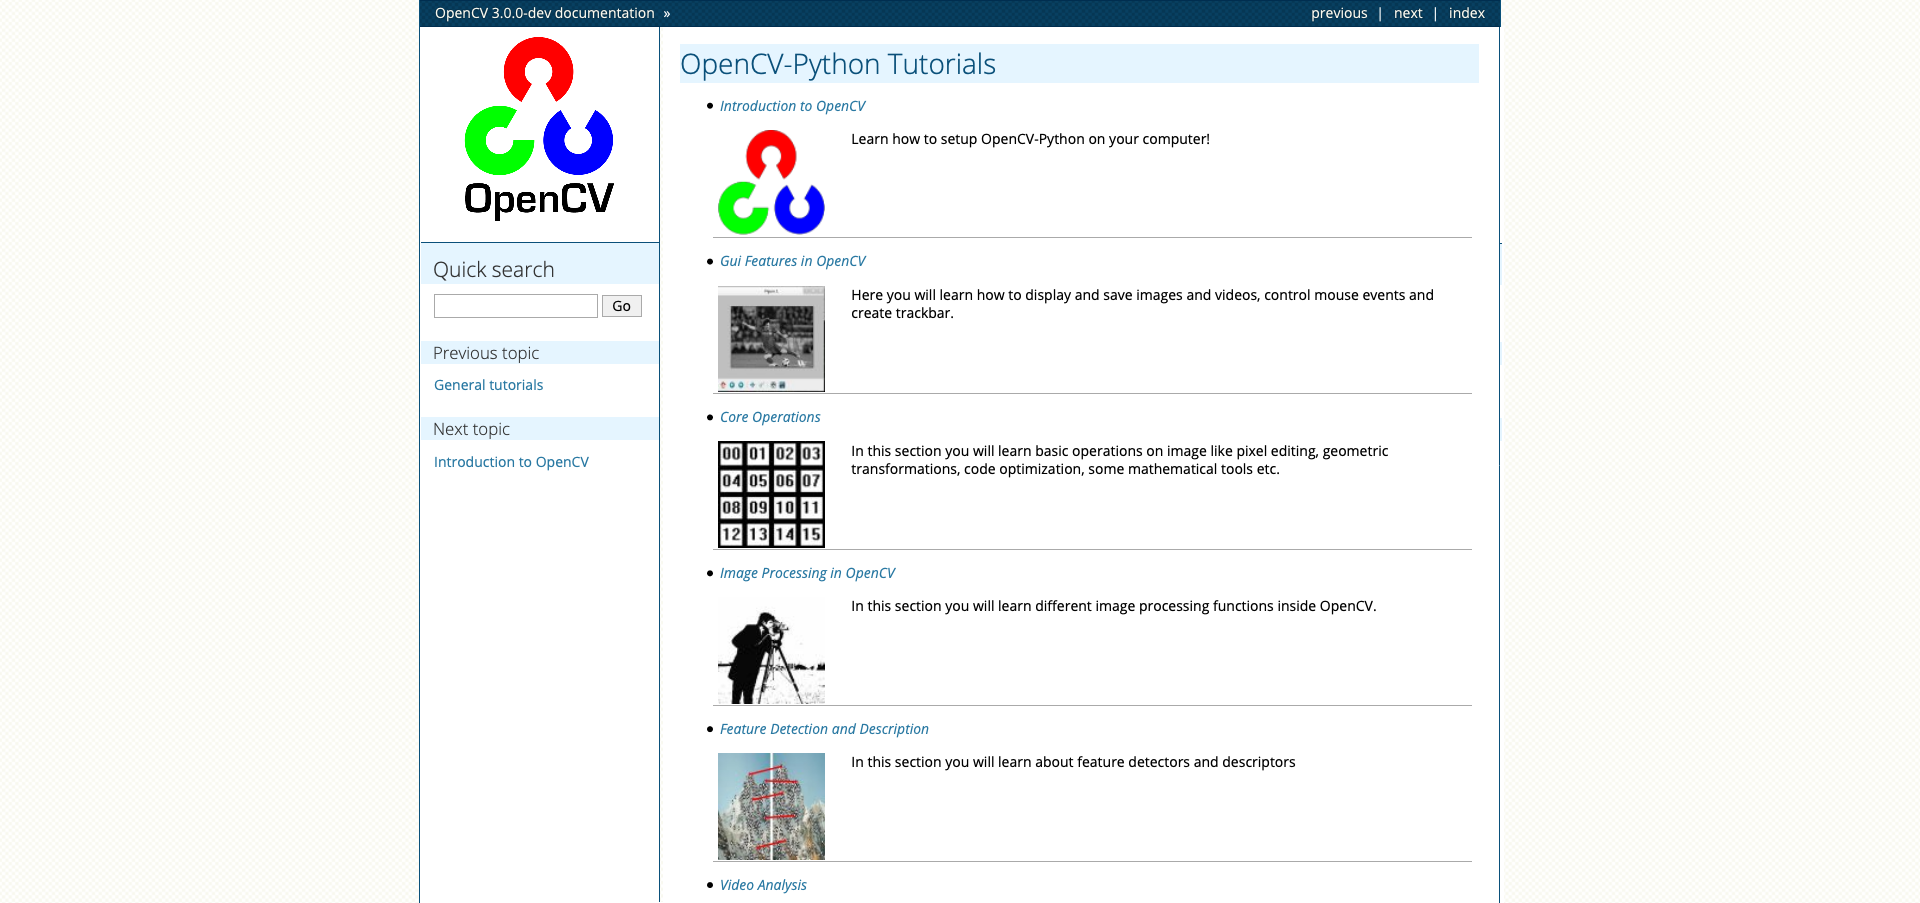 OpenCV 3.0.0-dev documentation »
previous | next | index
OpenCV
Quick search
Go
Previous topic
General tutorials
Next topic
Introduction to OpenCV
OpenCV-Python Tutorials
Introduction to OpenCV
Learn how to setup OpenCV-Python on your computer!
Gui Features in OpenCV
Here you will learn how to display and save images and videos, control mouse events and
create trackbar.
Core Operations
00 01 02 03
04 05 06 07
08 09 10 11
12 13 14 15
In this section you will learn basic operations on image like pixel editing, geometric
transformations, code optimization, some mathematical tools etc.
Image Processing in OpenCV
In this section you will learn different image processing functions inside OpenCV.
Feature Detection and Description
In this section you will learn about feature detectors and descriptors
Video Analysis